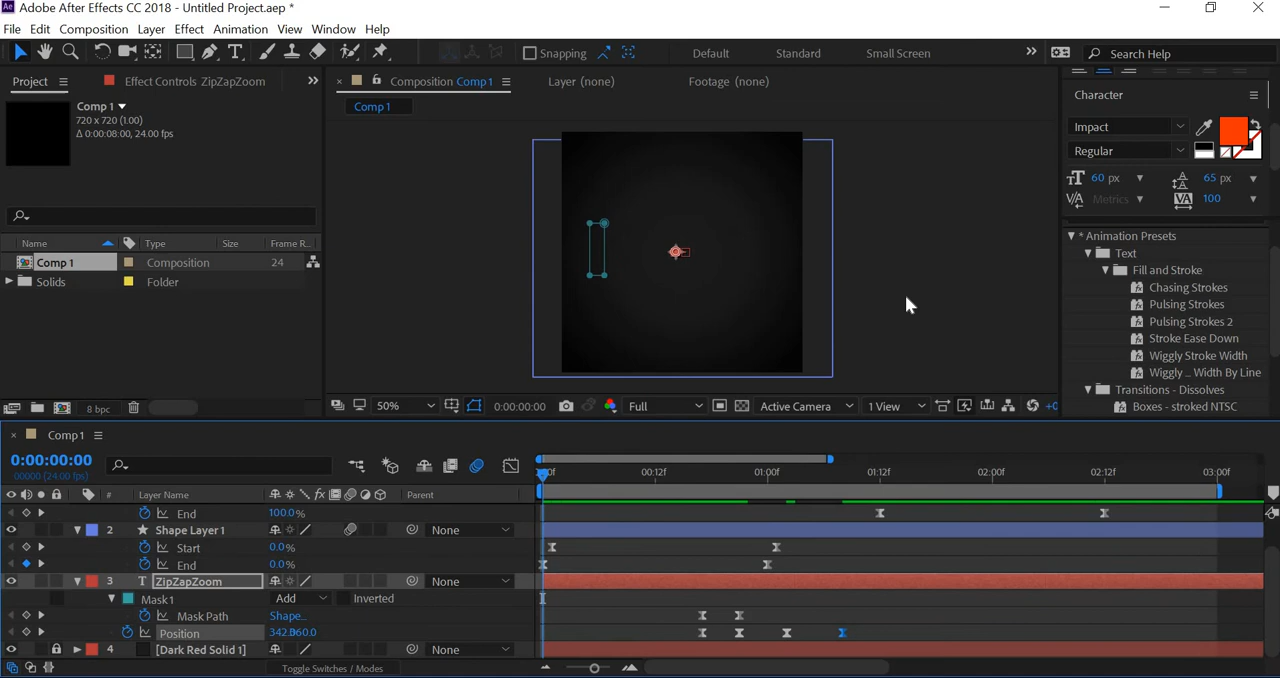 Adobe After Effects CC 2018 - Untitled Project.aep *
File Edit Composition Layer Effect Animation View Window Help
Snapping Default Standard Small Screen Search Help
Project Effect Controls ZipZapZoom Composition Comp 1 Layer (none) Footage (none)
Comp 1
720 x 720 (1.00)
Δ 0:00:08:00, 24.00 fps
Comp 1
Character
Impact
Regular
60 px 65 px
Metrics 100
Name Type Size Frame R...
Comp 1 Composition 24
Solids Folder
* Animation Presets
Text
Fill and Stroke
Chasing Strokes
Pulsing Strokes
Pulsing Strokes 2
Stroke Ease Down
Wiggly Stroke Width
Wiggly ... Width By Line
Transitions - Dissolves
Boxes - stroked NTSC
8 bpc 50% 0:00:00:00 Full Active Camera 1 View +0
Comp 1
0:00:00:00
00000 (24.00 fps)
:00f 00:12f 01:00f 01:12f 02:00f 02:12f 03:00f
# Layer Name Parent
End 100.0%
2 Shape Layer 1 None
Start 0.0%
End 0.0%
3 T ZipZapZoom None
Mask 1 Add Inverted
Mask Path Shape...
Position
4 [Dark Red Solid 1] None
Toggle Switches / Modes